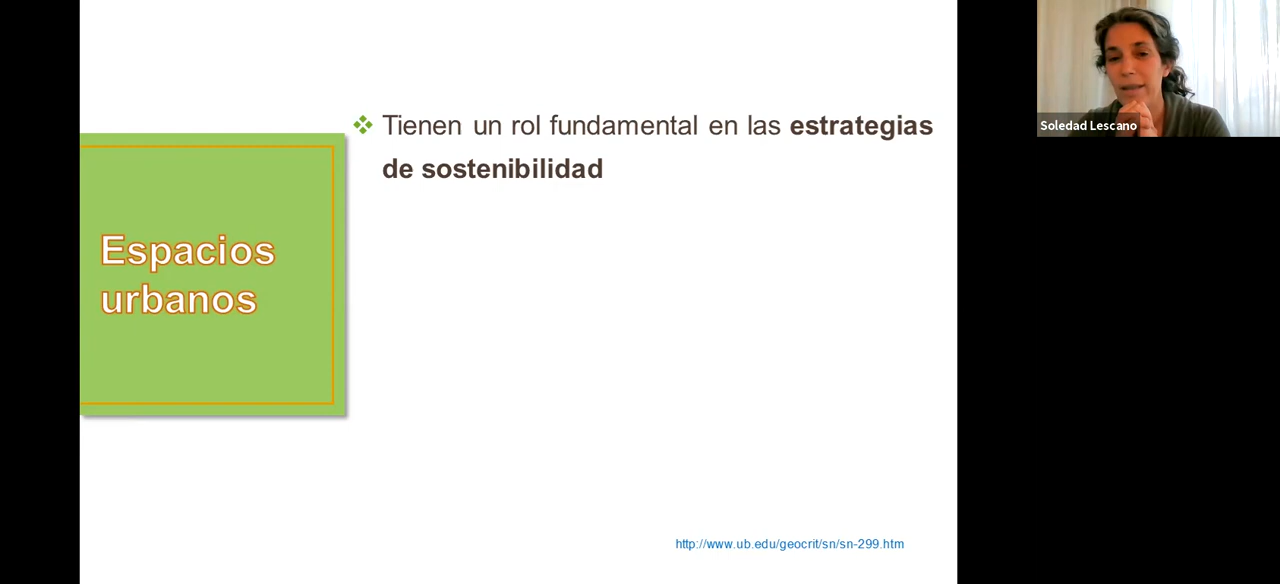 Tienen un rol fundamental en las estrategias
de sostenibilidad
Espacios
urbanos
http://www.ub.edu/geocrit/sn/sn-299.htm
Soledad Lescano